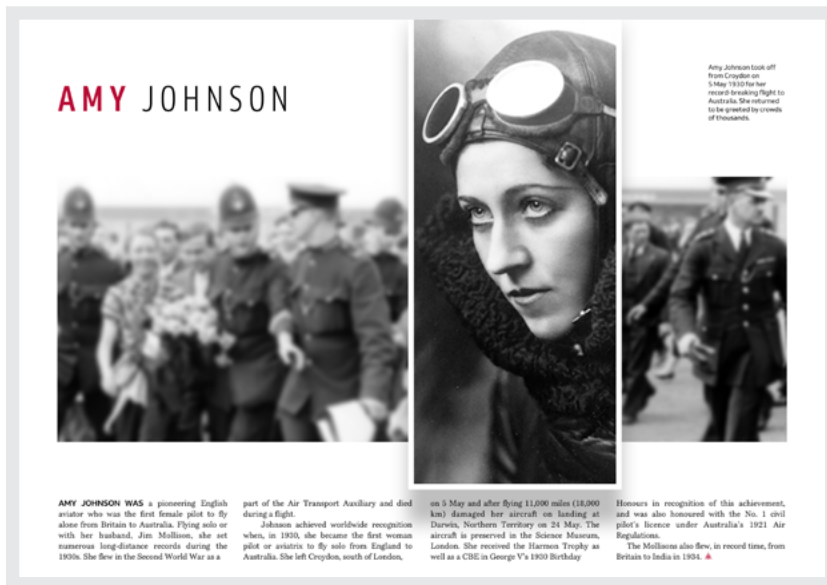 AMY JOHNSON
Amy Johnson took off
from Croydon on
5 May 1930 for her
record-breaking flight to
Australia. She returned
to be greeted by crowds
of thousands.
AMY JOHNSON WAS a pioneering English
aviator who was the first female pilot to fly
alone from Britain to Australia. Flying solo or
with her husband, Jim Mollison, she set
numerous long-distance records during the
1930s. She flew in the Second World War as a
part of the Air Transport Auxiliary and died
during a flight.
Johnson achieved worldwide recognition
when, in 1930, she became the first woman
pilot or aviatrix to fly solo from England to
Australia. She left Croydon, south of London,
on 5 May and after flying 11,000 miles (18,000
km) damaged her aircraft on landing at
Darwin, Northern Territory on 24 May. The
aircraft is preserved in the Science Museum,
London. She received the Harmon Trophy as
well as a CBE in George V's 1930 Birthday
Honours in recognition of this achievement,
and was also honoured with the No. 1 civil
pilot's licence under Australia's 1921 Air
Regulations.
The Mollisons also flew, in record time, from
Britain to India in 1934.